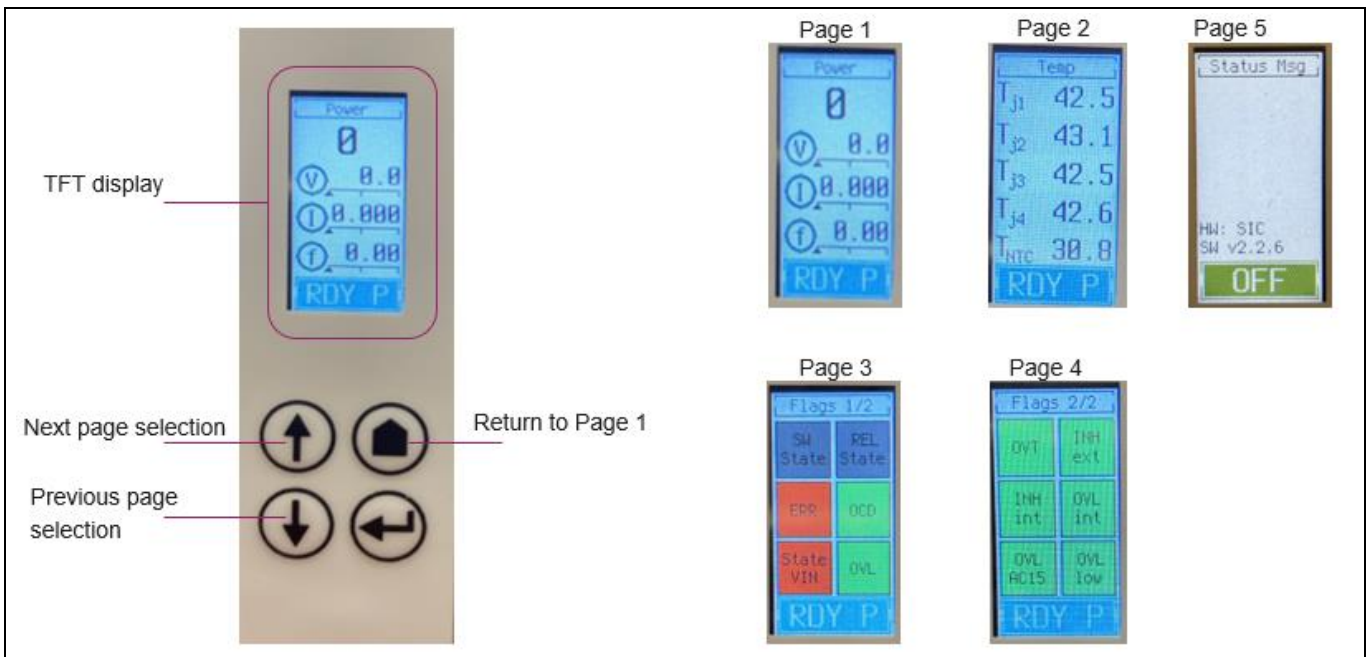 TFT display
Next page selection
Previous page
selection
Return to Page 1
Power
0
V 0.0
I 0.000
f 0.00
RDY P
Page 1
Power
0
V 0.0
I 0.000
f 0.00
RDY P
Page 2
Temp
Tj1 42.5
Tj2 43.1
Tj3 42.5
Tj4 42.6
TNTC 30.8
RDY P
Page 5
Status Msg
HW: SIC
SW v2.2.6
OFF
Page 3
Flags 1/2
SW State
REL State
ERR
OCD
State VIN
OVL
RDY P
Page 4
Flags 2/2
OVT
INH ext
INH int
OVL int
OVL AC15
OVL low
RDY P